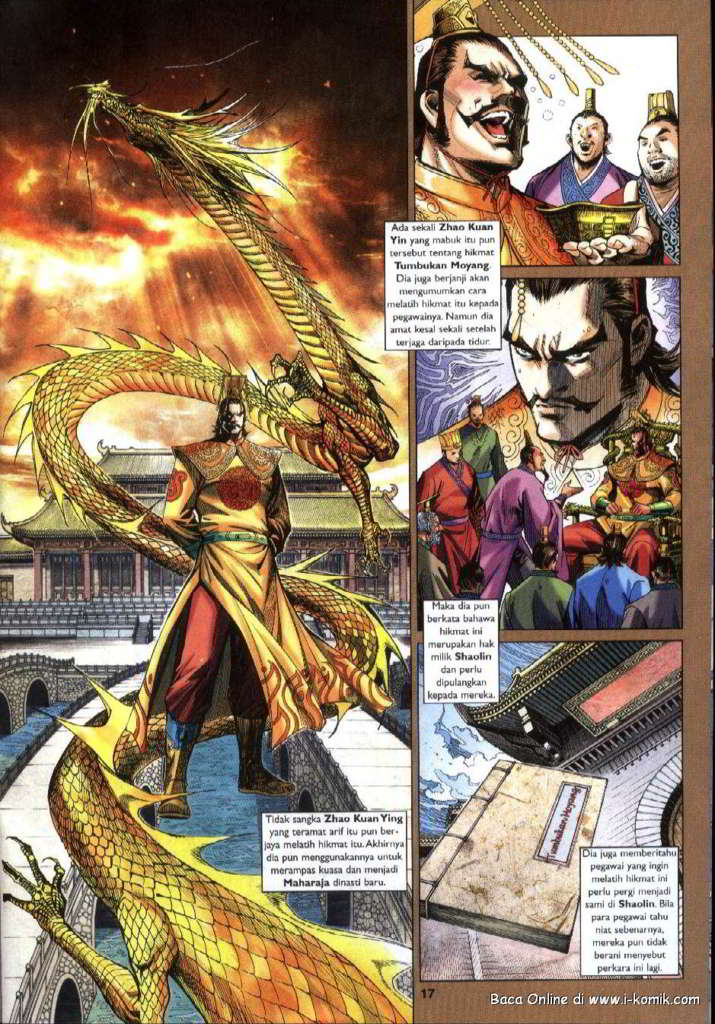 Tidak sangka Zhao Kuan Ying
yang teramat arif itu pun ber-
jaya melatih hikmat itu. Akhirnya
dia pun menggunakannya untuk
merampas kuasa dan menjadi
Maharaja dinasti baru.
Ada sekali Zhao Kuan
Yin yang mabuk itu pun
tersebut tentang hikmat
Tumbukan Moyang.
Dia juga berjanji akan
mengumumkan cara
melatih hikmat itu kepada
pegawainya. Namun dia
amat kesal sekali setelah
terjaga daripada tidur.
Maka dia pun
berkata bahawa
hikmat ini
merupakan hak
milik Shaolin
dan perlu
dipulangkan
kepada mereka.
Tumbukan Moyang
Dia juga memberitahu
pegawai yang ingin
melatih hikmat ini
perlu pergi menjadi
sami di Shaolin. Bila
para pegawai tahu
niat sebenarnya,
mereka pun tidak
berani menyebut
perkara ini lagi.
17
Baca Online di www.i-komik.com